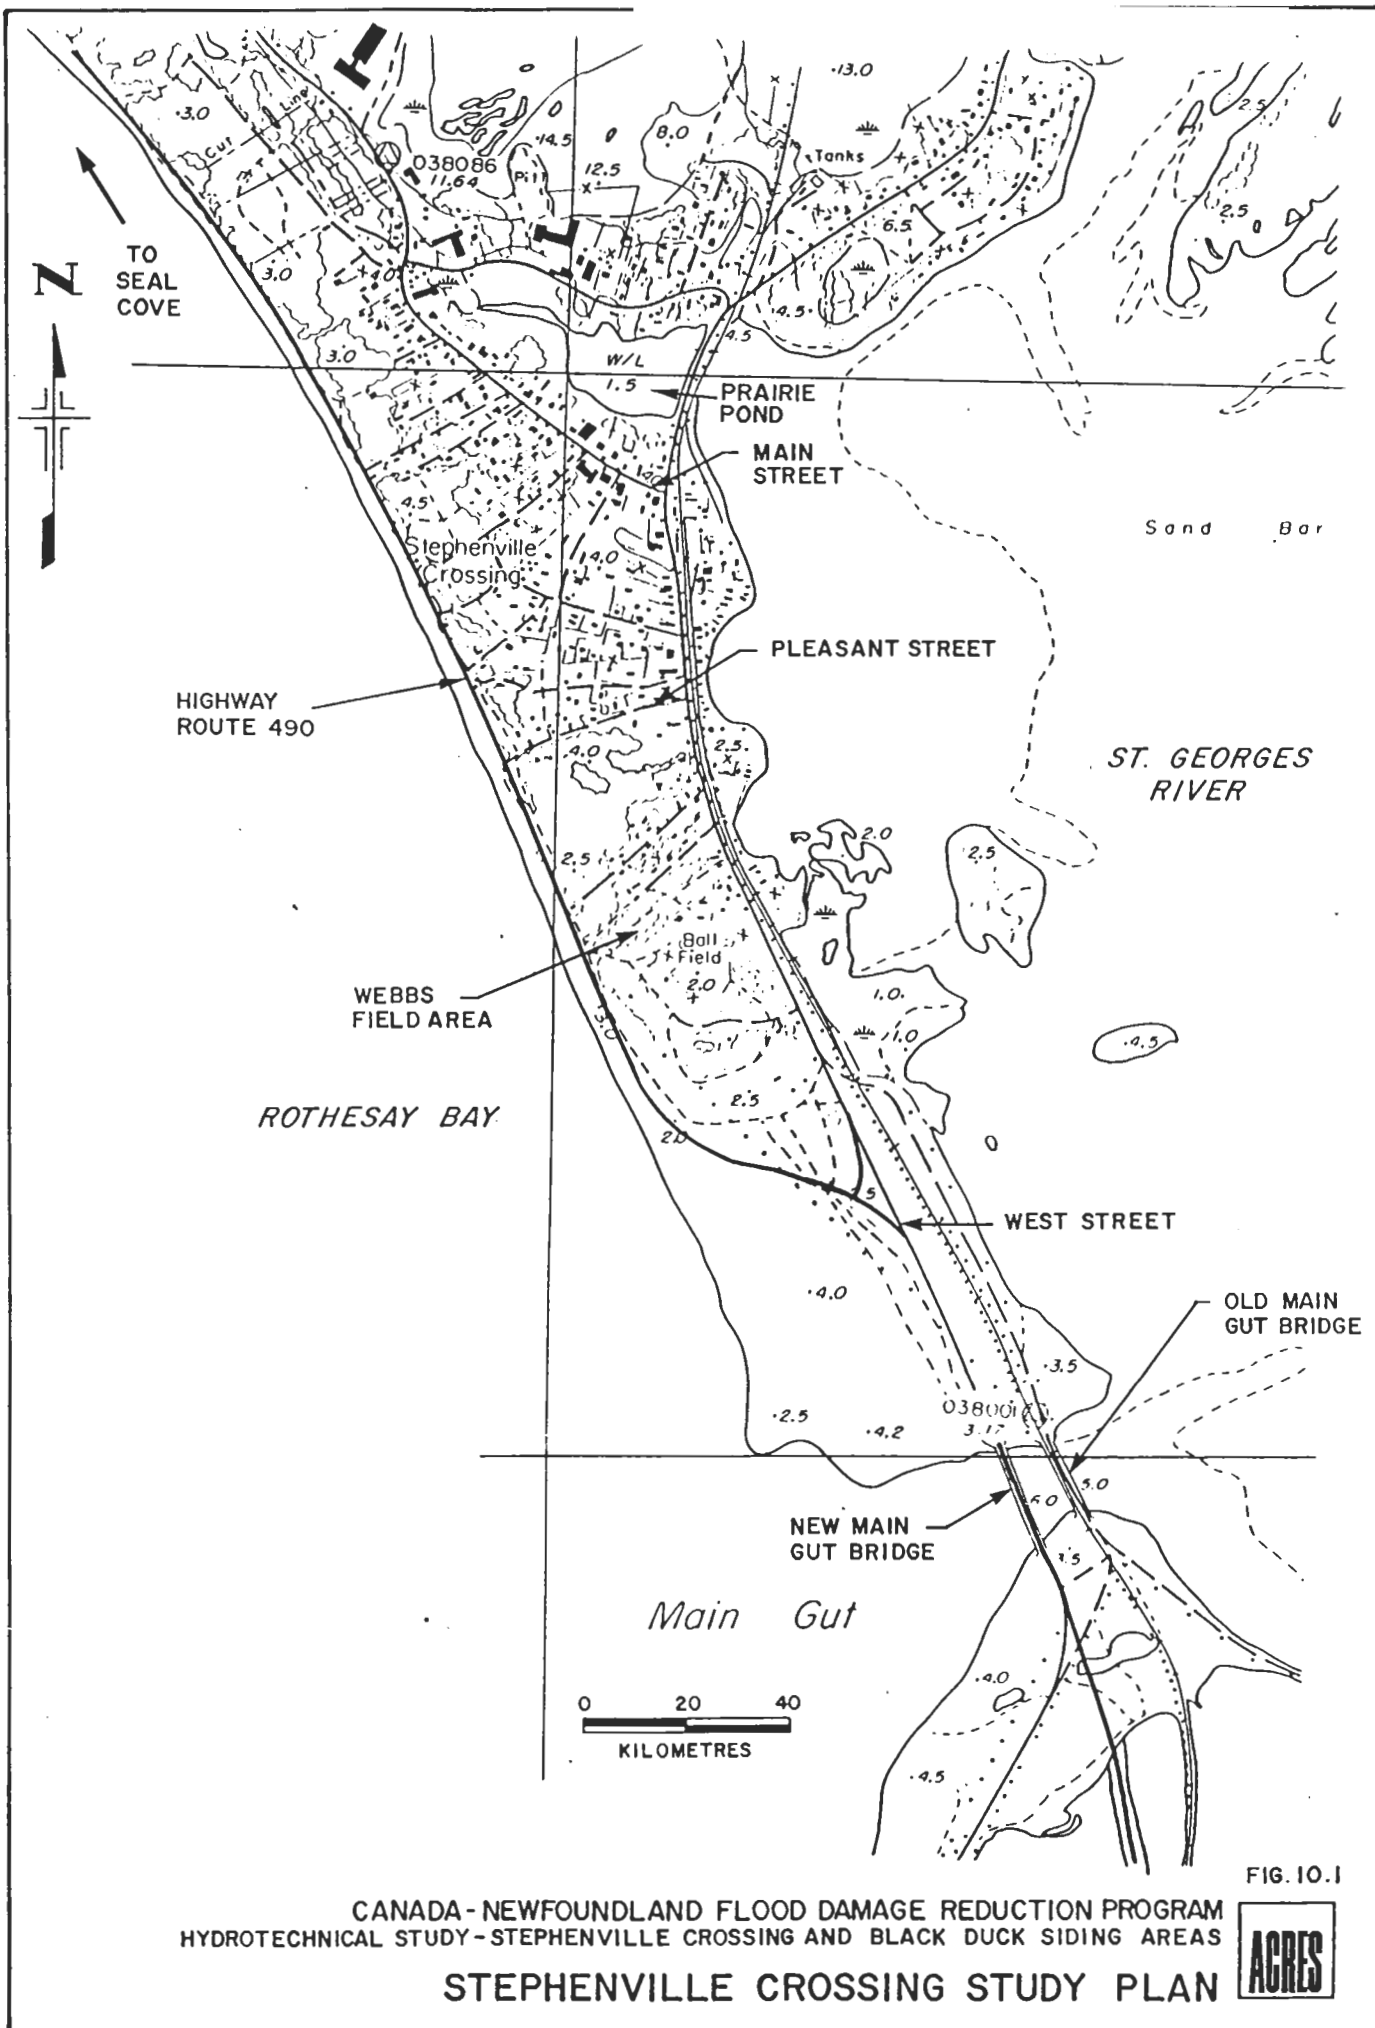 13.0
2.5
3.0
Cut Line
8.0
14.5
038086
11.64
Pit
12.5
Tanks
2.5
6.5
TO
SEAL
COVE
N
3.0
4.0
4.5
4.5
3.0
W/L
1.5
PRAIRIE
POND
MAIN
STREET
4.5
Sand Bar
Stephenville
Crossing
4.0
PLEASANT STREET
HIGHWAY
ROUTE 490
4.0
2.5
ST. GEORGES
RIVER
2.0
2.5
2.5
Ball
Field
2.0
WEBBS
FIELD AREA
3.0
1.0
1.0
4.5
ROTHESAY BAY
2.5
2.0
WEST STREET
4.0
OLD MAIN
GUT BRIDGE
3.5
038001
2.5
4.2
3.17
5.0
6.0
NEW MAIN
GUT BRIDGE
3.5
Main Gut
4.0
0 20 40
KILOMETRES
4.5
FIG. 10.1
CANADA-NEWFOUNDLAND FLOOD DAMAGE REDUCTION PROGRAM
HYDROTECHNICAL STUDY-STEPHENVILLE CROSSING AND BLACK DUCK SIDING AREAS
STEPHENVILLE CROSSING STUDY PLAN
ACRES